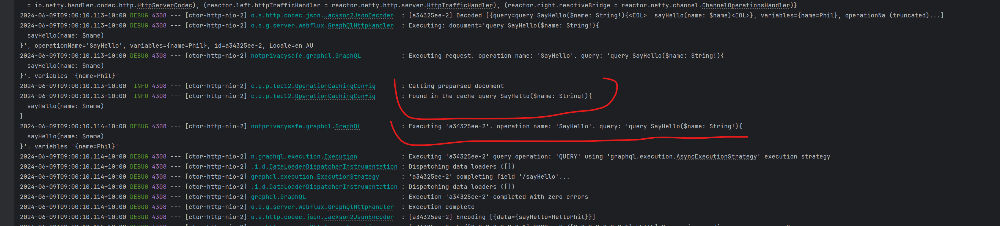 = io.netty.handler.codec.http.HttpServerCodec), (reactor.left.httpTrafficHandler = reactor.netty.http.server.HttpTrafficHandler), (reactor.right.reactiveBridge = reactor.netty.channel.ChannelOperationsHandler)}
2024-06-09T09:00:10.113+10:00 DEBUG 4308 --- [ctor-http-nio-2] o.s.http.codec.json.Jackson2JsonDecoder  : [a34325ee-2] Decoded [{query=query SayHello($name: String!){<EOL>  sayHello(name: $name)<EOL>}, variables={name=Phil}, operationNa (truncated)...]
2024-06-09T09:00:10.113+10:00 DEBUG 4308 --- [ctor-http-nio-2] o.s.g.server.webflux.GraphQlHttpHandler  : Executing: document='query SayHello($name: String!){
  sayHello(name: $name)
}', operationName='SayHello', variables={name=Phil}, id=a34325ee-2, Locale=en_AU
2024-06-09T09:00:10.113+10:00 DEBUG 4308 --- [ctor-http-nio-2] notprivacysafe.graphql.GraphQL           : Executing request. operation name: 'SayHello'. query: 'query SayHello($name: String!){
  sayHello(name: $name)
}'. variables '{name=Phil}'
2024-06-09T09:00:10.113+10:00  INFO 4308 --- [ctor-http-nio-2] c.g.p.lec12.OperationCachingConfig       : Calling preparsed document
2024-06-09T09:00:10.113+10:00  INFO 4308 --- [ctor-http-nio-2] c.g.p.lec12.OperationCachingConfig       : Found in the cache query SayHello($name: String!){
  sayHello(name: $name)
}
2024-06-09T09:00:10.114+10:00 DEBUG 4308 --- [ctor-http-nio-2] notprivacysafe.graphql.GraphQL           : Executing 'a34325ee-2'. operation name: 'SayHello'. query: 'query SayHello($name: String!){
  sayHello(name: $name)
}'. variables '{name=Phil}'
2024-06-09T09:00:10.114+10:00 DEBUG 4308 --- [ctor-http-nio-2] n.graphql.execution.Execution            : Executing 'a34325ee-2' query operation: 'QUERY' using 'graphql.execution.AsyncExecutionStrategy' execution strategy
2024-06-09T09:00:10.114+10:00 DEBUG 4308 --- [ctor-http-nio-2] .i.d.DataLoaderDispatcherInstrumentation : Dispatching data loaders ([])
2024-06-09T09:00:10.114+10:00 DEBUG 4308 --- [ctor-http-nio-2] graphql.execution.ExecutionStrategy      : 'a34325ee-2' completing field '/sayHello'...
2024-06-09T09:00:10.114+10:00 DEBUG 4308 --- [ctor-http-nio-2] .i.d.DataLoaderDispatcherInstrumentation : Dispatching data loaders ([])
2024-06-09T09:00:10.114+10:00 DEBUG 4308 --- [ctor-http-nio-2] graphql.GraphQL                          : Execution 'a34325ee-2' completed with zero errors
2024-06-09T09:00:10.114+10:00 DEBUG 4308 --- [ctor-http-nio-2] o.s.g.server.webflux.GraphQlHttpHandler  : Execution complete
2024-06-09T09:00:10.114+10:00 DEBUG 4308 --- [ctor-http-nio-2] o.s.http.codec.json.Jackson2JsonEncoder  : [a34325ee-2] Encoding [{data={sayHello=HelloPhil}}]